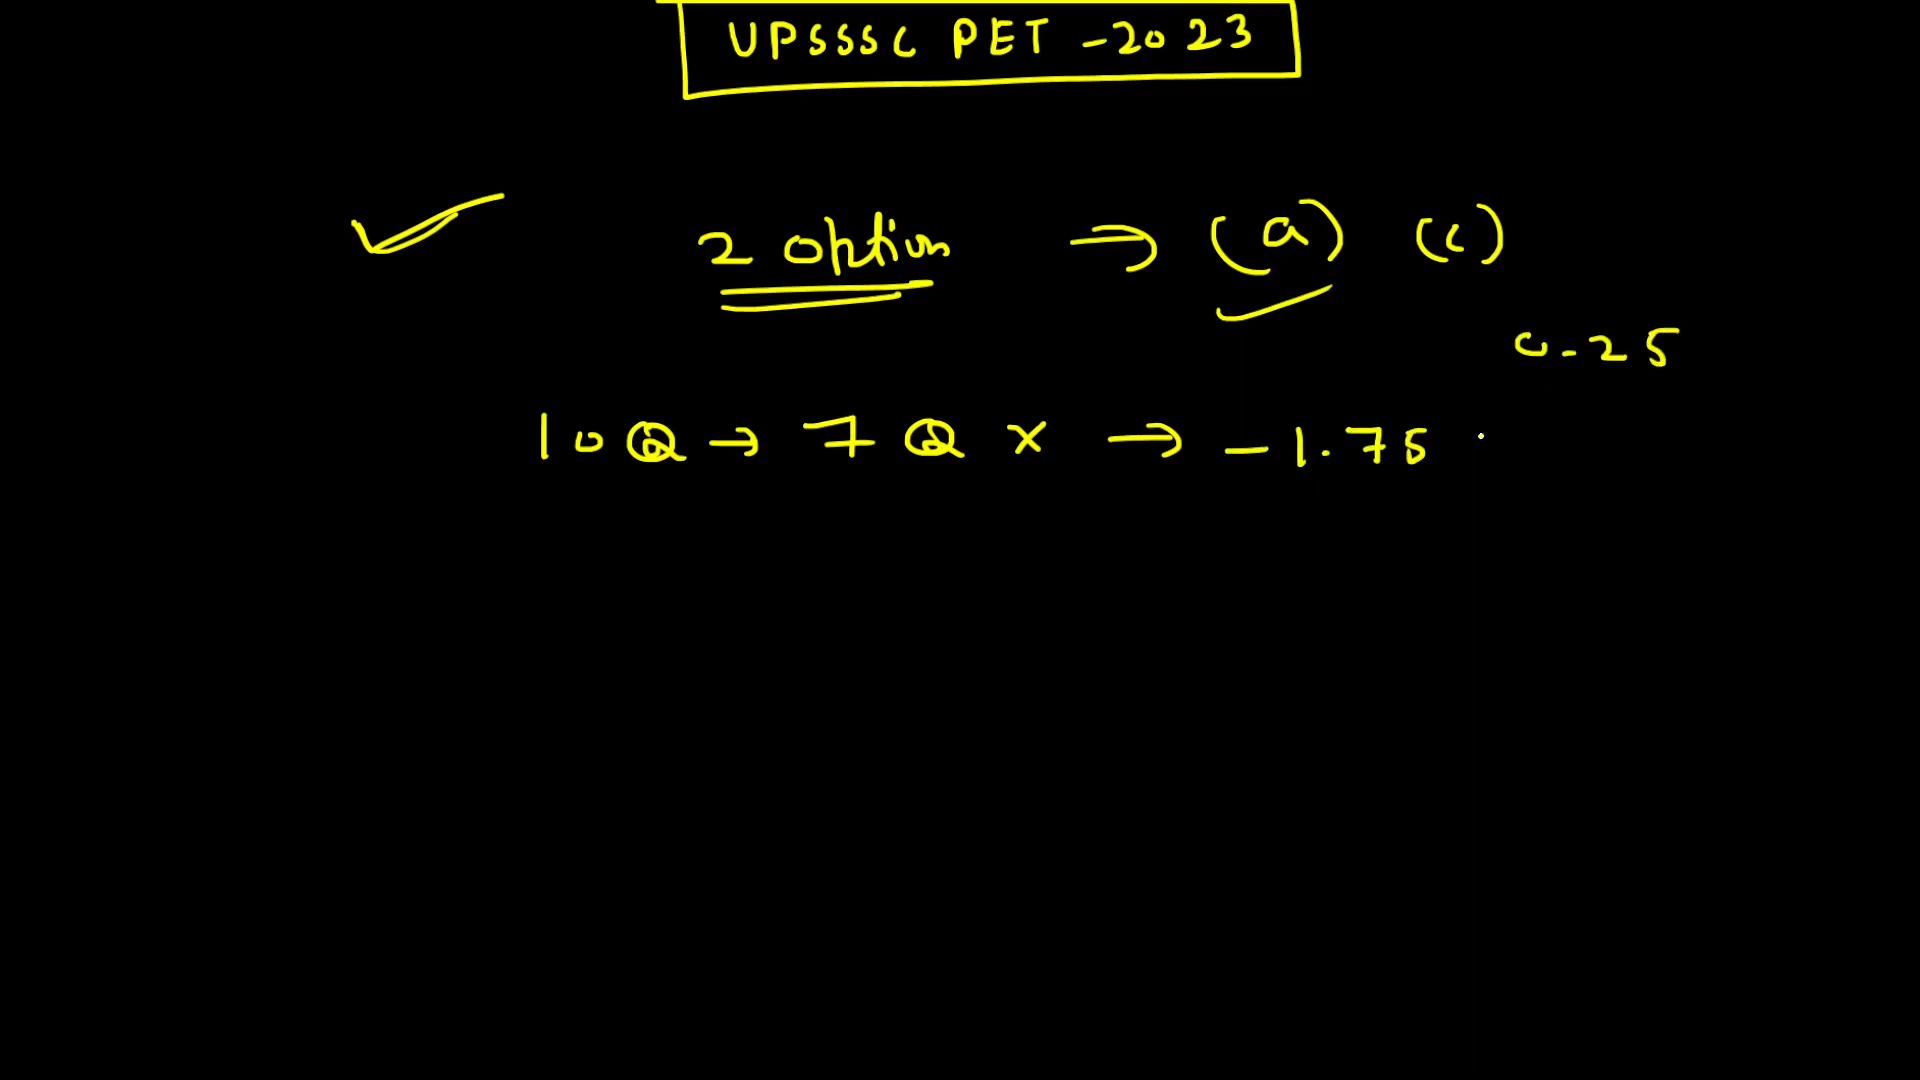 UPSSSC PET -2023
2 option → (a) (c)
0.25
10Q → 7Q × → -1.75